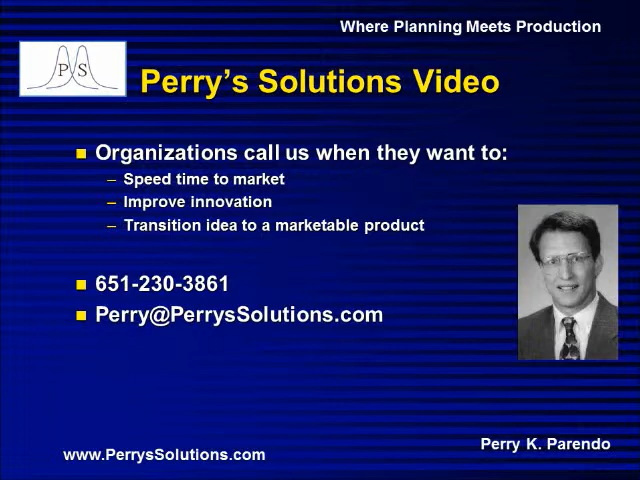 Where Planning Meets Production
P S
Perry's Solutions Video
Organizations call us when they want to:
– Speed time to market
– Improve innovation
– Transition idea to a marketable product
651-230-3861
Perry@PerrysSolutions.com
Perry K. Parendo
www.PerrysSolutions.com